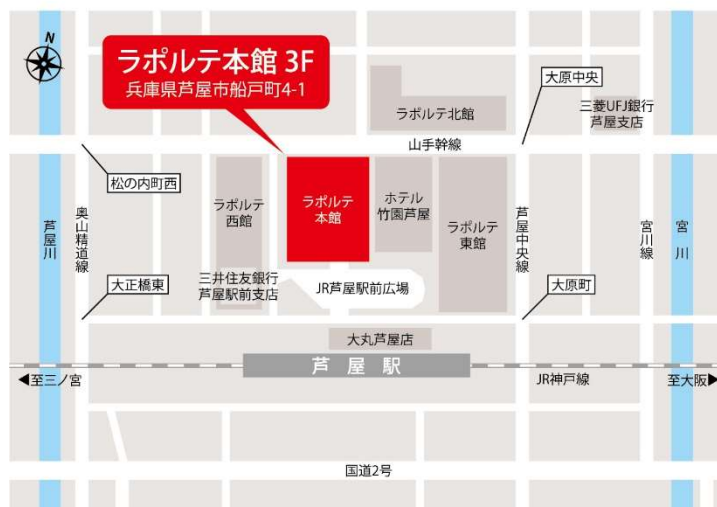 N
ラポルテ本館 3F
兵庫県芦屋市船戸町4-1
大原中央
三菱UFJ銀行
芦屋支店
ラポルテ北館
山手幹線
松の内町西
ラポルテ
西館
ラポルテ
本館
ホテル
竹園芦屋
ラポルテ
東館
芦屋川
奥山精道線
芦屋中央線
宮川線
宮川
大正橋東
三井住友銀行
芦屋駅前支店
JR芦屋駅前広場
大原町
大丸芦屋店
芦屋駅
◀至三ノ宮
JR神戸線
至大阪▶
国道2号